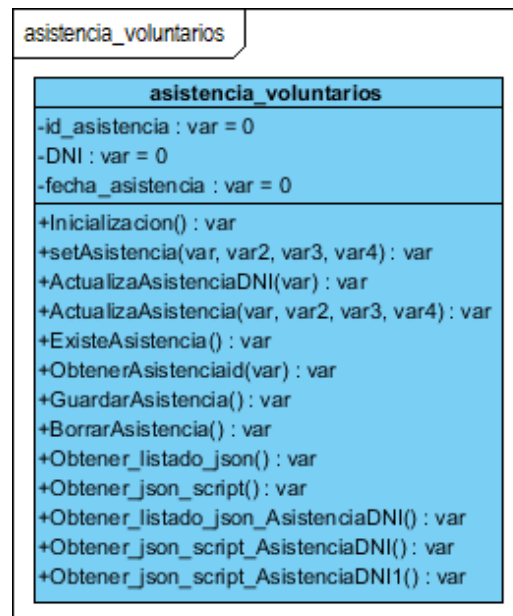 asistencia_voluntarios
asistencia_voluntarios
-id_asistencia : var = 0
-DNI : var = 0
-fecha_asistencia : var = 0
+Inicializacion() : var
+setAsistencia(var, var2, var3, var4) : var
+ActualizaAsistenciaDNI(var) : var
+ActualizaAsistencia(var, var2, var3, var4) : var
+ExisteAsistencia() : var
+ObtenerAsistenciaid(var) : var
+GuardarAsistencia() : var
+BorrarAsistencia() : var
+Obtener_listado_json() : var
+Obtener_json_script() : var
+Obtener_listado_json_AsistenciaDNI() : var
+Obtener_json_script_AsistenciaDNI() : var
+Obtener_json_script_AsistenciaDNI1() : var